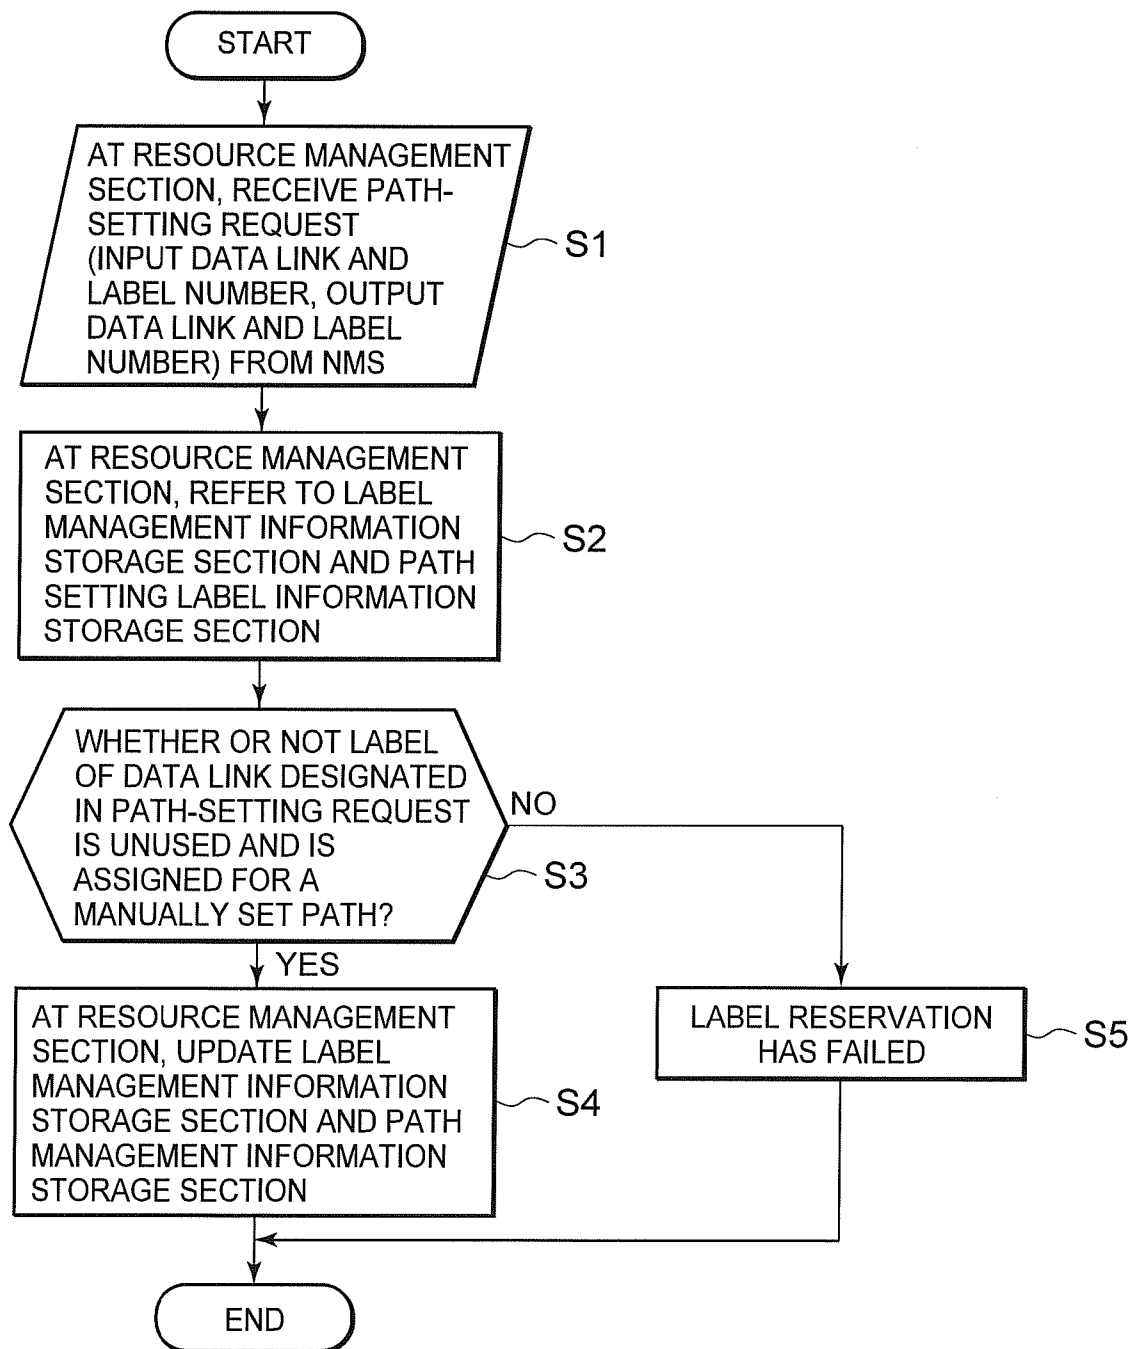 START
AT RESOURCE MANAGEMENT
SECTION, RECEIVE PATH-
SETTING REQUEST
(INPUT DATA LINK AND
LABEL NUMBER, OUTPUT
DATA LINK AND LABEL
NUMBER) FROM NMS
S1
AT RESOURCE MANAGEMENT
SECTION, REFER TO LABEL
MANAGEMENT INFORMATION
STORAGE SECTION AND PATH
SETTING LABEL INFORMATION
STORAGE SECTION
S2
WHETHER OR NOT LABEL
OF DATA LINK DESIGNATED
IN PATH-SETTING REQUEST
IS UNUSED AND IS
ASSIGNED FOR A
MANUALLY SET PATH?
NO
S3
YES
AT RESOURCE MANAGEMENT
SECTION, UPDATE LABEL
MANAGEMENT INFORMATION
STORAGE SECTION AND PATH
MANAGEMENT INFORMATION
STORAGE SECTION
S4
LABEL RESERVATION
HAS FAILED
S5
END